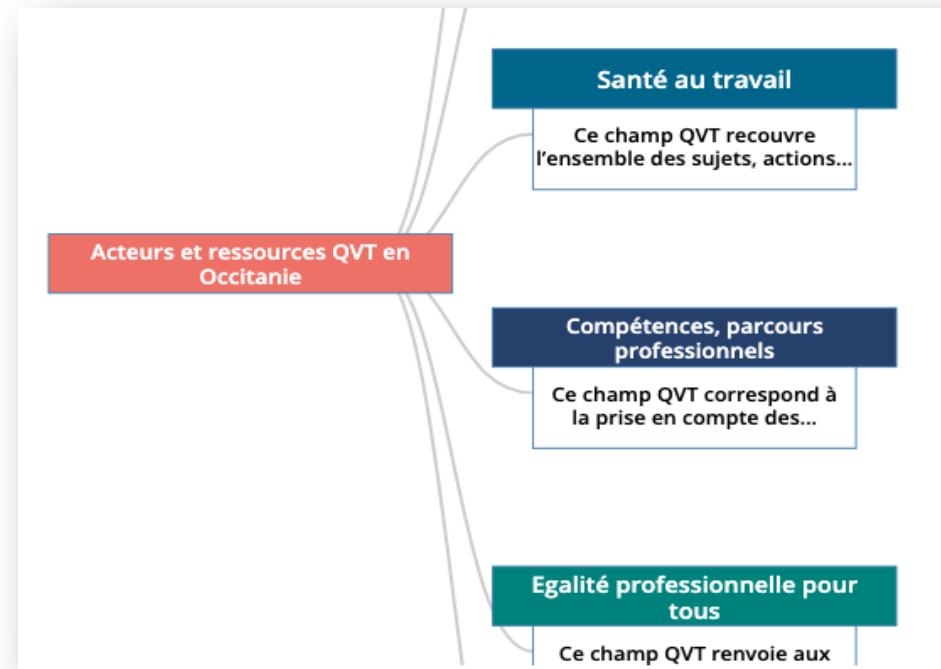 Santé au travail
Ce champ QVT recouvre
l’ensemble des sujets, actions...
Acteurs et ressources QVT en
Occitanie
Compétences, parcours
professionnels
Ce champ QVT correspond à
la prise en compte des...
Egalité professionnelle pour
tous
Ce champ QVT renvoie aux